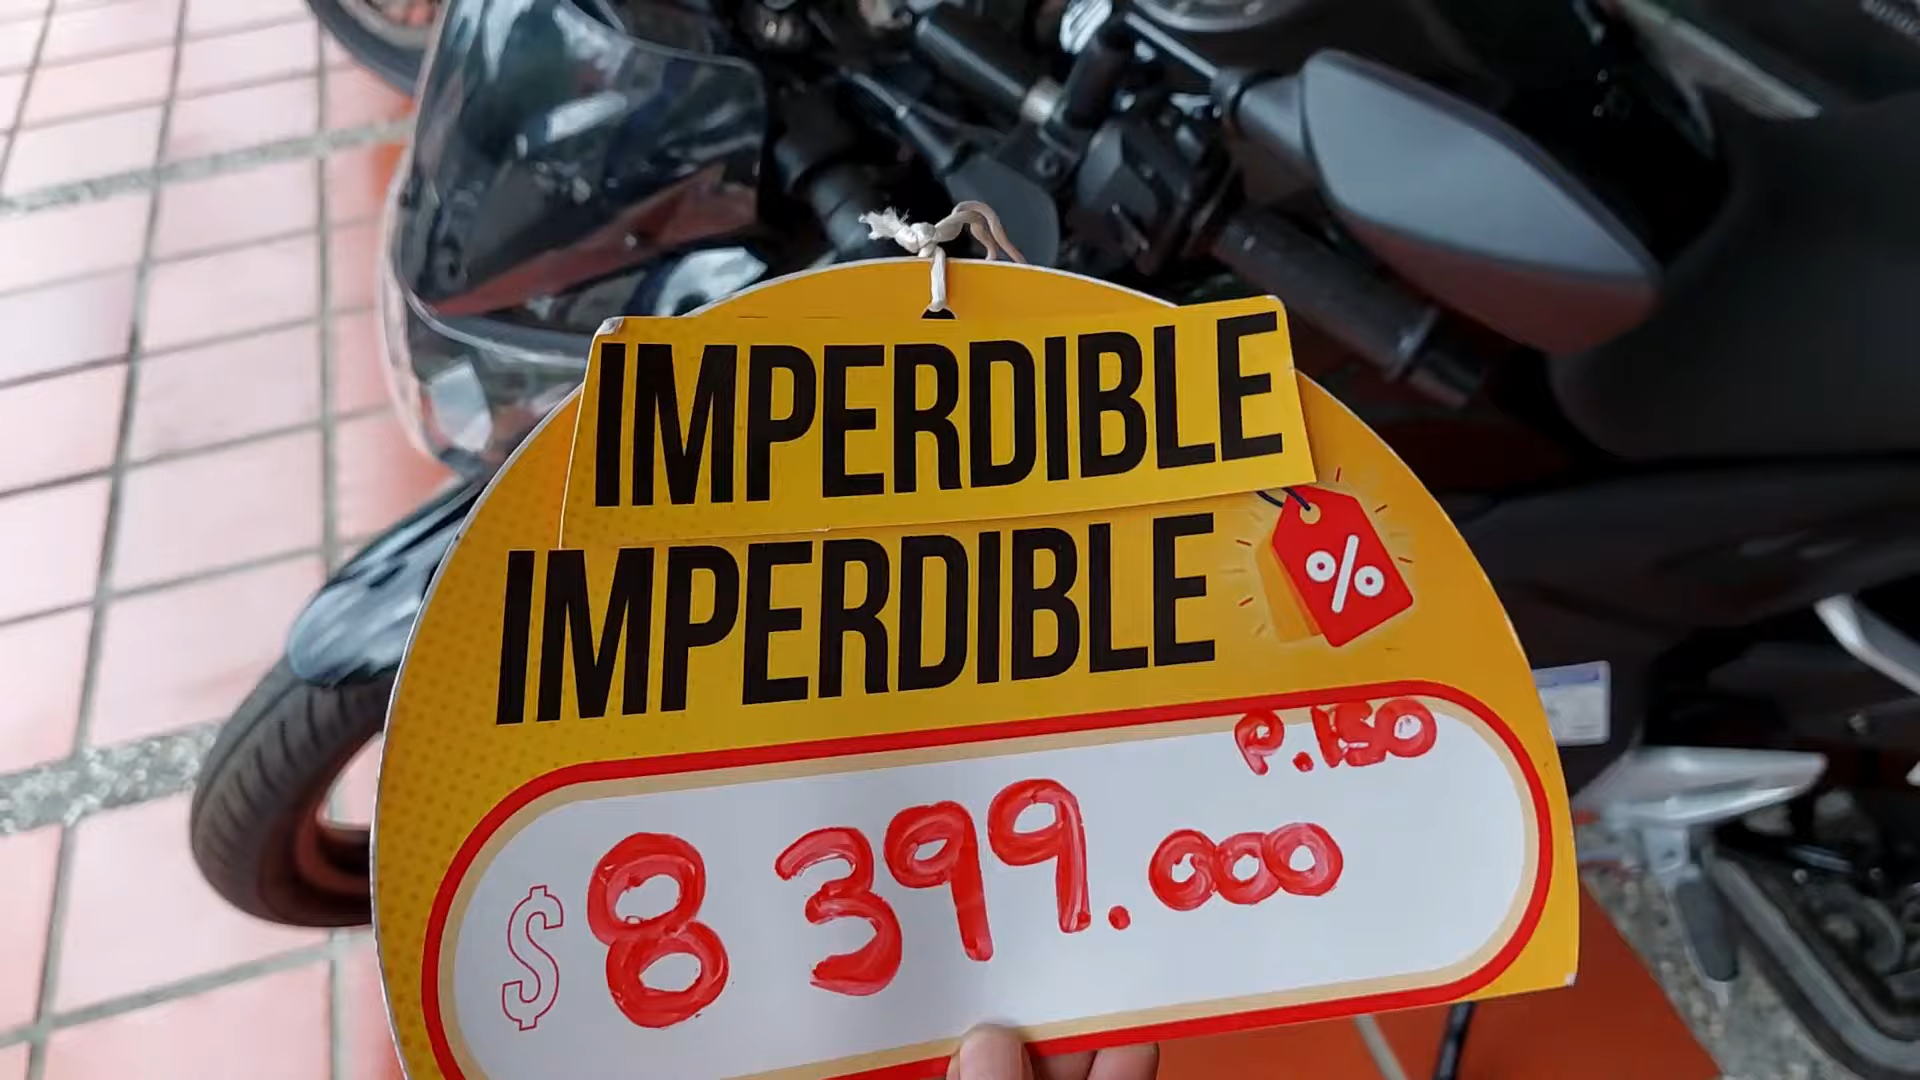 IMPERDIBLE
IMPERDIBLE
%
P.150
$8 399.000